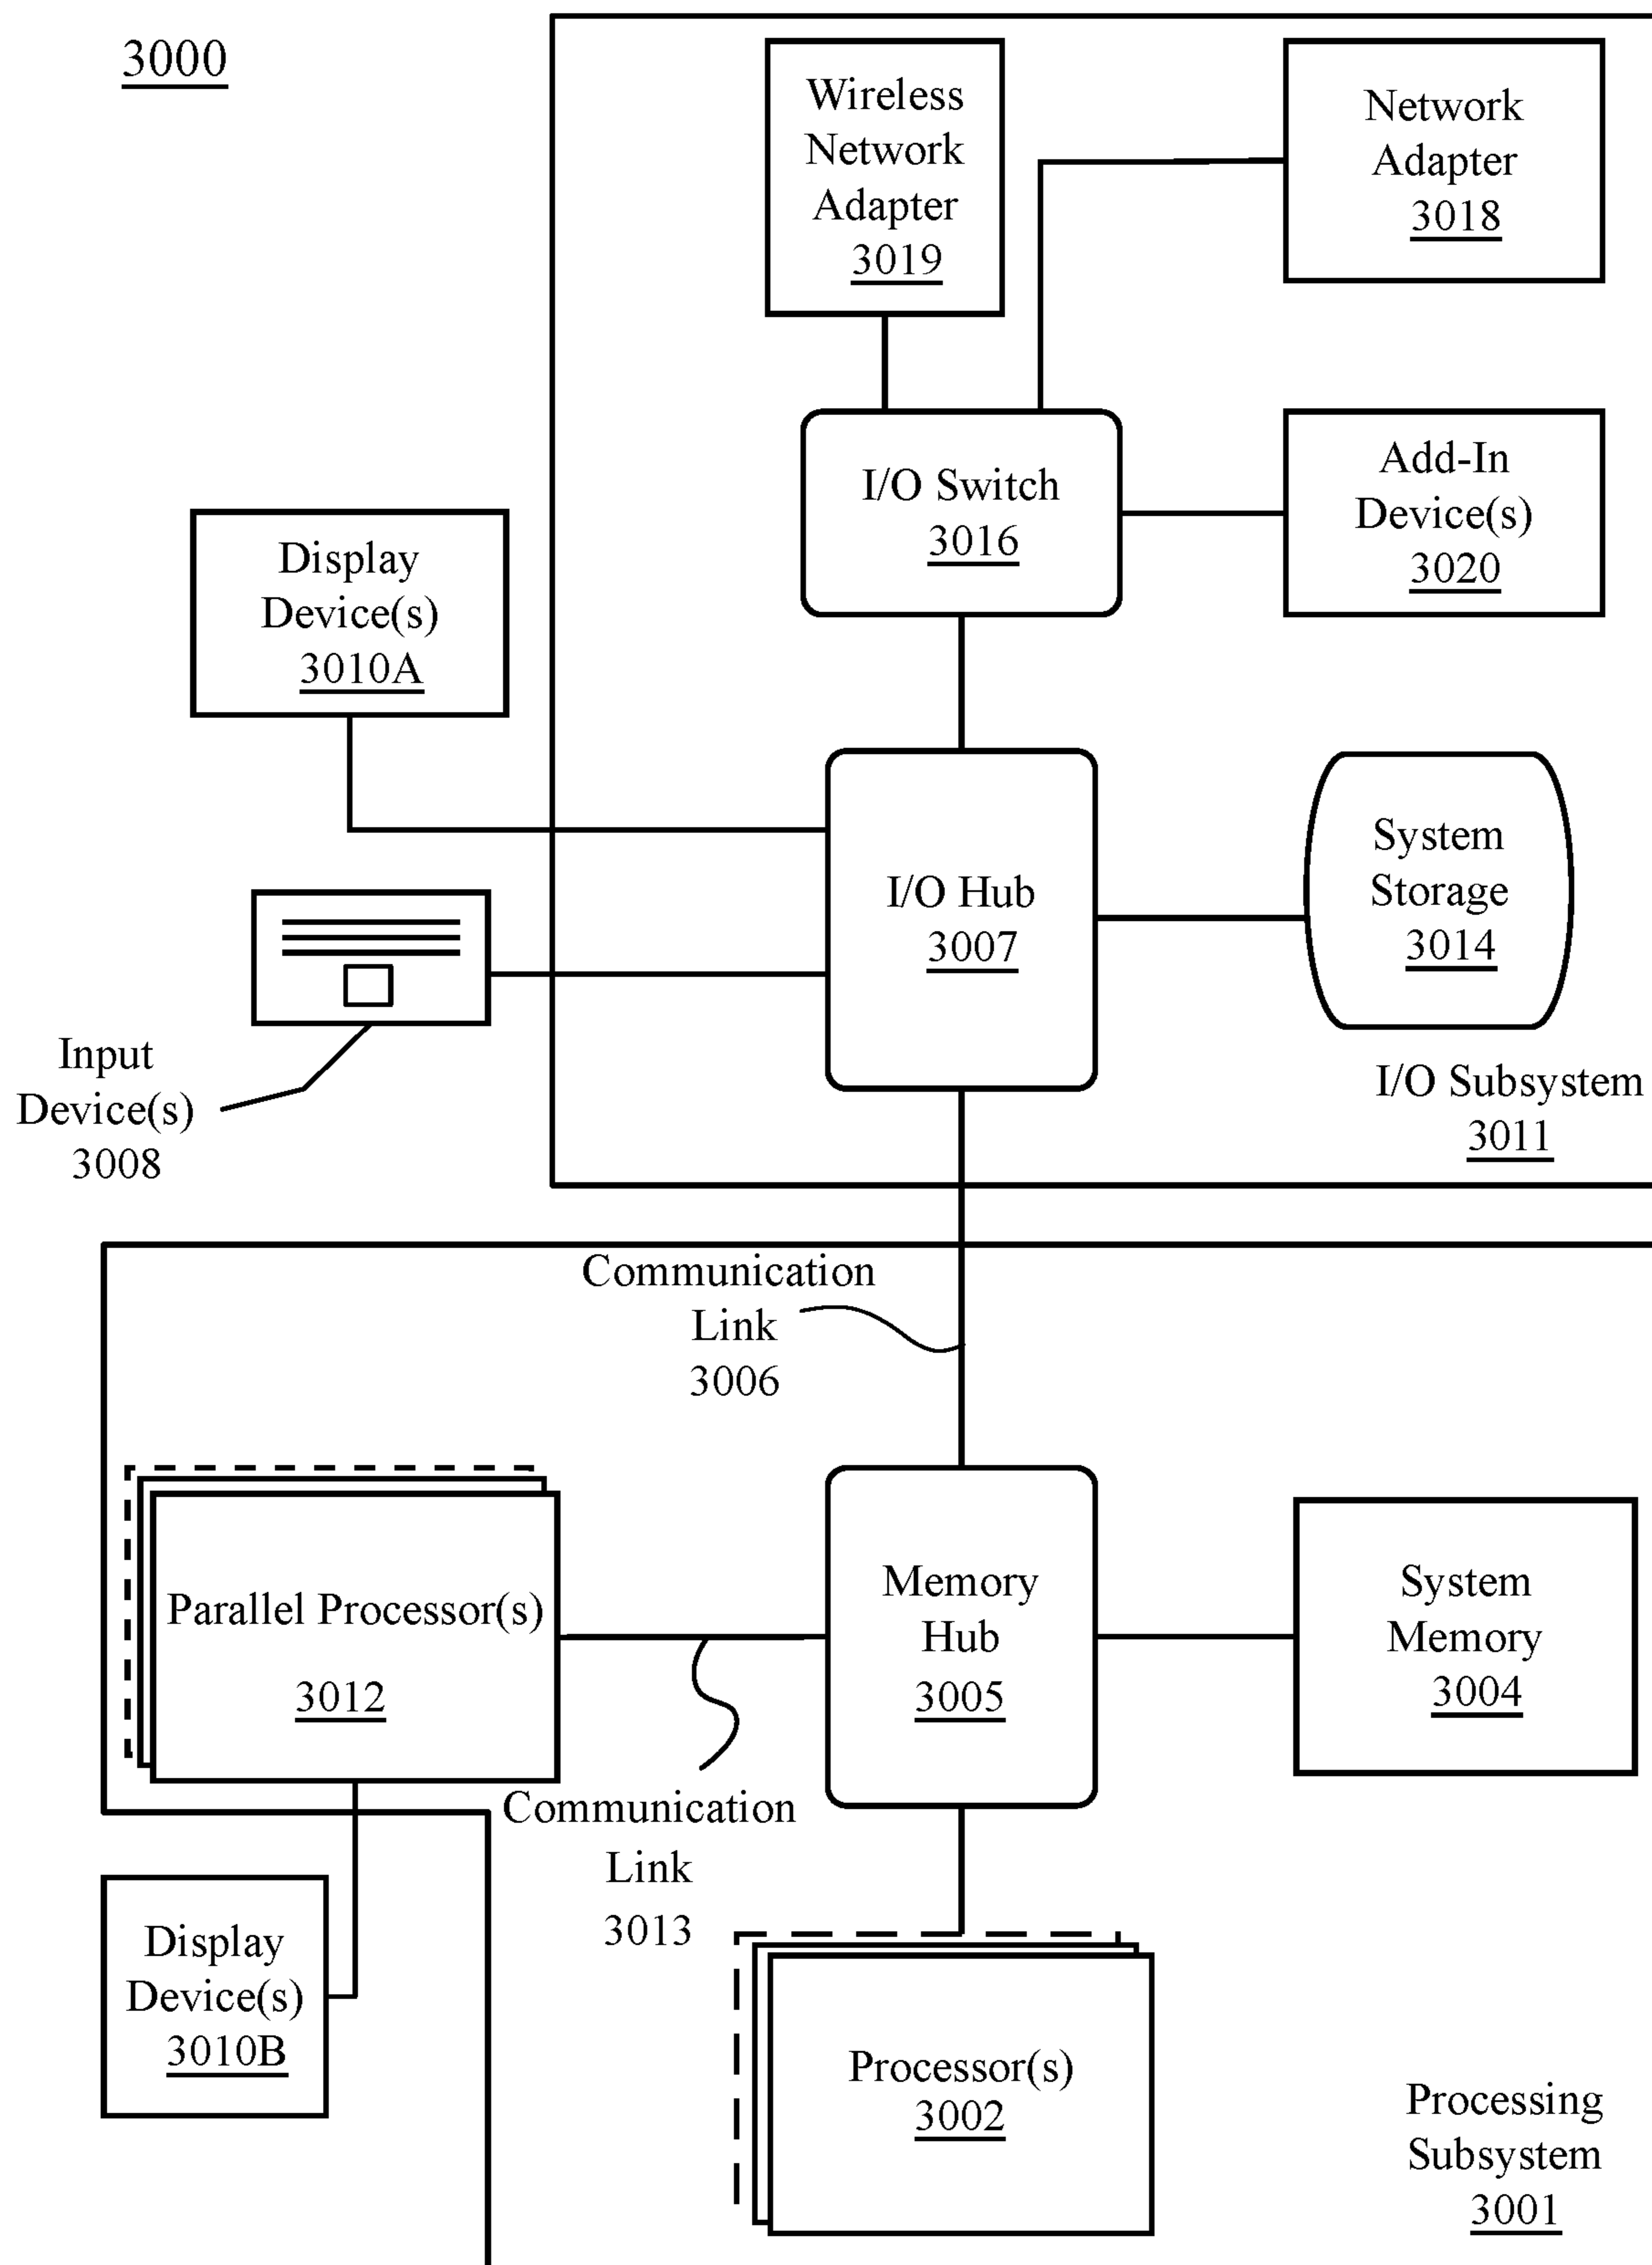 3000
Wireless
Network
Adapter
3019
Network
Adapter
3018
I/O Switch
3016
Add-In
Device(s)
3020
Display
Device(s)
3010A
I/O Hub
3007
System
Storage
3014
Input
Device(s)
3008
I/O Subsystem
3011
Communication
Link
3006
Parallel Processor(s)
3012
Memory
Hub
3005
System
Memory
3004
Communication
Link
3013
Display
Device(s)
3010B
Processor(s)
3002
Processing
Subsystem
3001